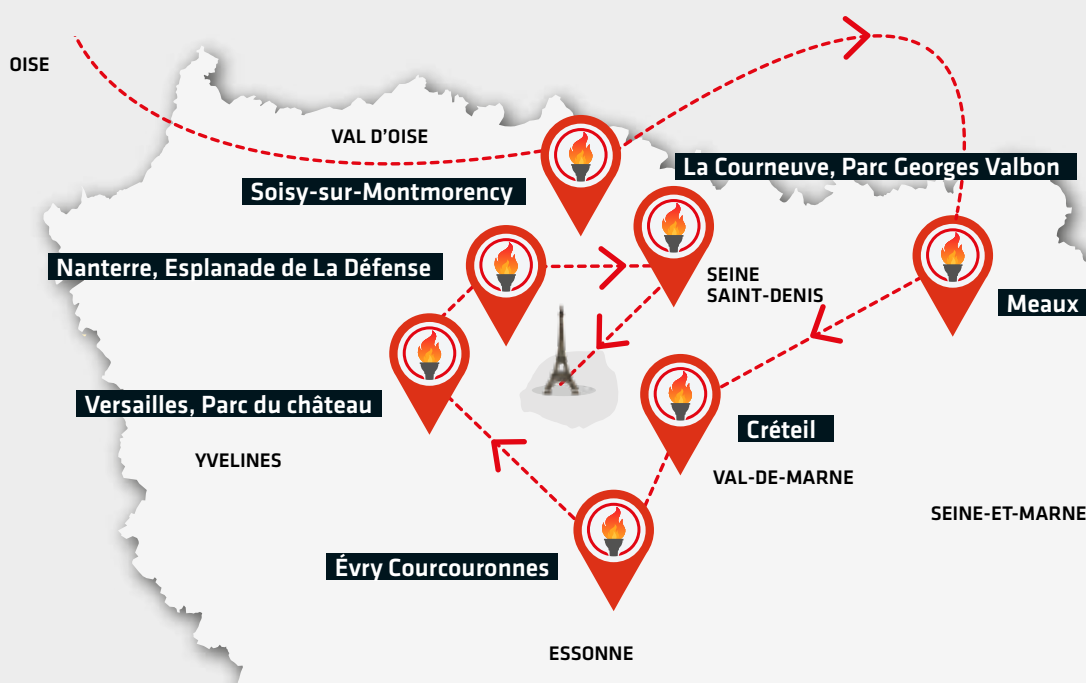 OISE
VAL D'OISE
Soisy-sur-Montmorency
La Courneuve, Parc Georges Valbon
Nanterre, Esplanade de La Défense
SEINE
SAINT-DENIS
Meaux
Versailles, Parc du château
Créteil
YVELINES
VAL-DE-MARNE
SEINE-ET-MARNE
Évry Courcouronnes
ESSONNE